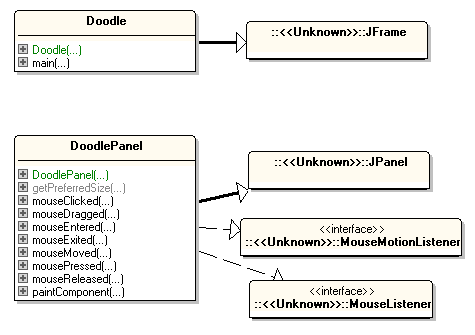 Doodle
Doodle(...)
main(...)
::<<Unknown>>::JFrame
DoodlePanel
DoodlePanel(...)
getPreferredSize(...)
mouseClicked(...)
mouseDragged(...)
mouseEntered(...)
mouseExited(...)
mouseMoved(...)
mousePressed(...)
mouseReleased(...)
paintComponent(...)
::<<Unknown>>::JPanel
<<interface>>
::<<Unknown>>::MouseMotionListener
<<interface>>
::<<Unknown>>::MouseListener